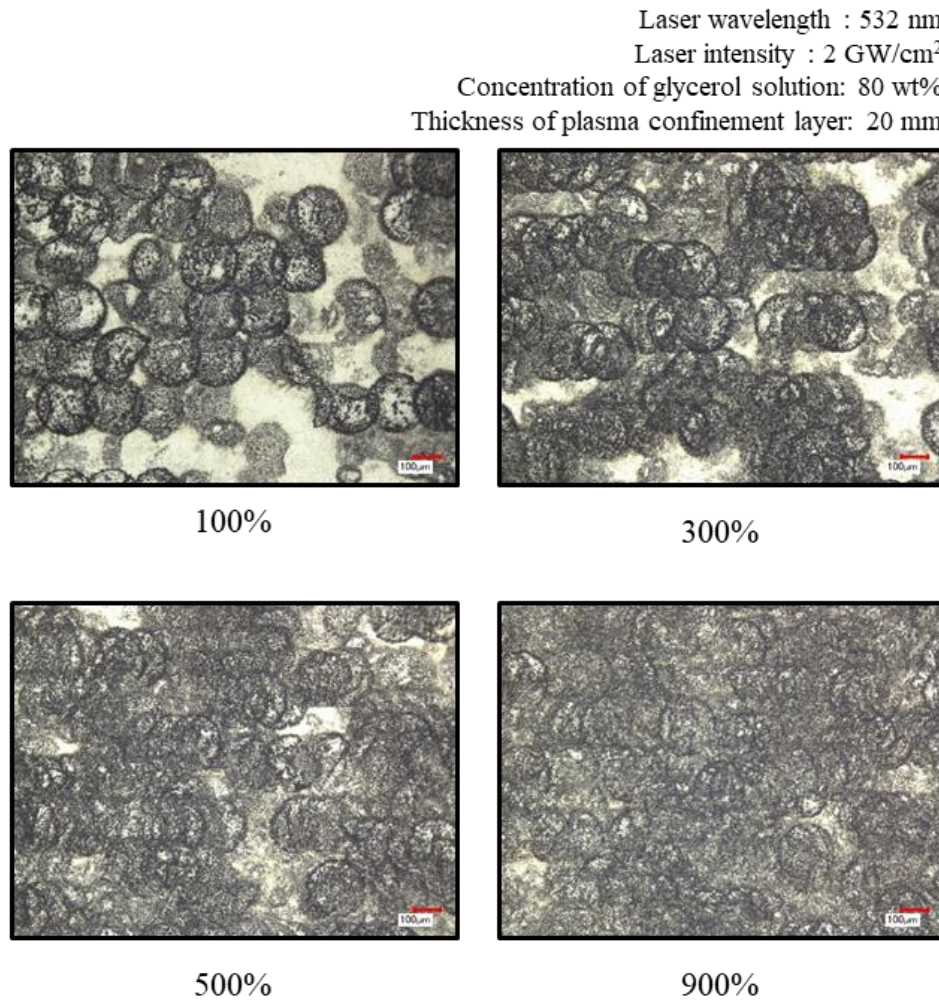 Laser wavelength : 532 nm
Laser intensity : 2 GW/cm²
Concentration of glycerol solution: 80 wt%
Thickness of plasma confinement layer: 20 mm
100μm
100μm
100%
300%
100μm
100μm
500%
900%